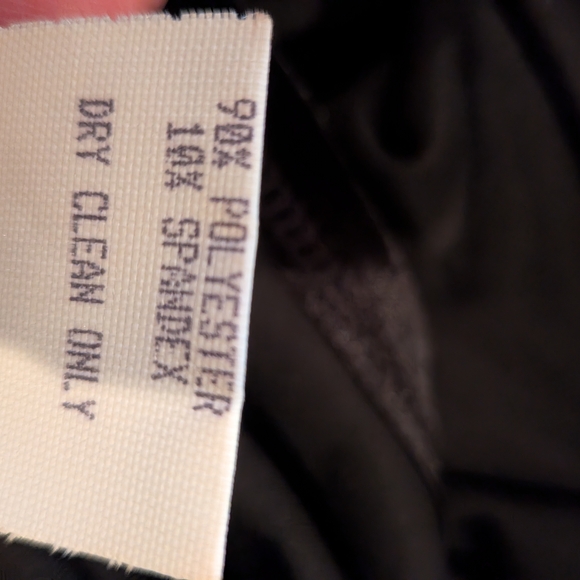 90% POLYESTER
10% SPANDEX
DRY CLEAN ONLY